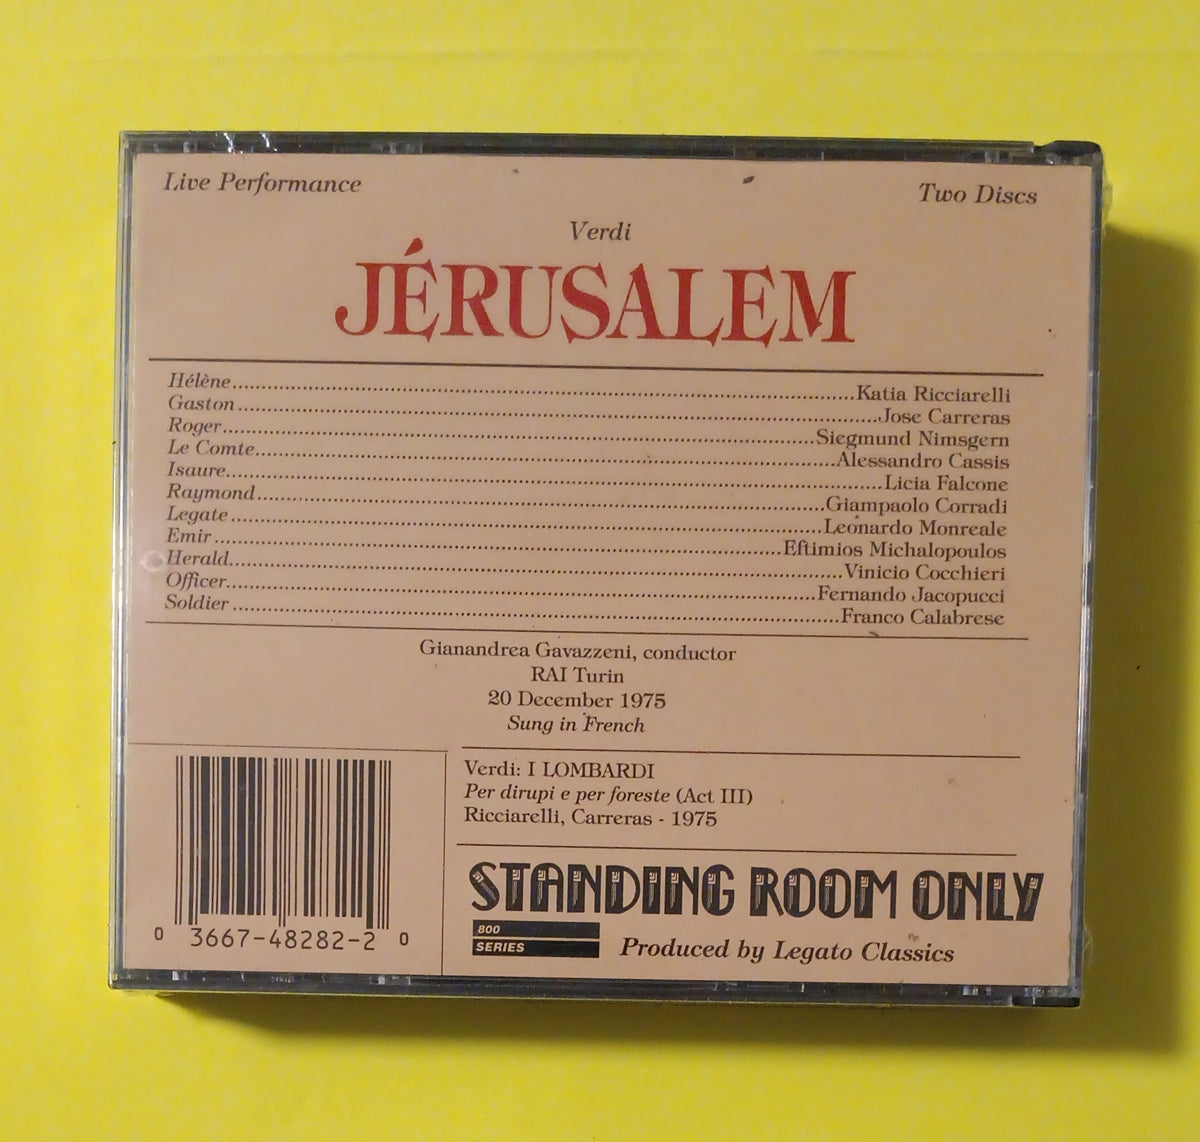 Live Performance
Two Discs
Verdi
JÉRUSALEM
Hélène..........Katia Ricciarelli
Gaston..........Jose Carreras
Roger..........Siegmund Nimsgern
Le Comte..........Alessandro Cassis
Isaure..........Licia Falcone
Raymond..........Giampaolo Corradi
Legate..........Leonardo Monreale
Emir..........Eftimios Michalopoulos
Herald..........Vinicio Cocchieri
Officer..........Fernando Jacopucci
Soldier..........Franco Calabrese
Gianandrea Gavazzeni, conductor
RAI Turin
20 December 1975
Sung in French
Verdi: I LOMBARDI
Per dirupi e per foreste (Act III)
Ricciarelli, Carreras - 1975
STANDING ROOM ONLY
800
SERIES
Produced by Legato Classics
0 3667-48282-2 0